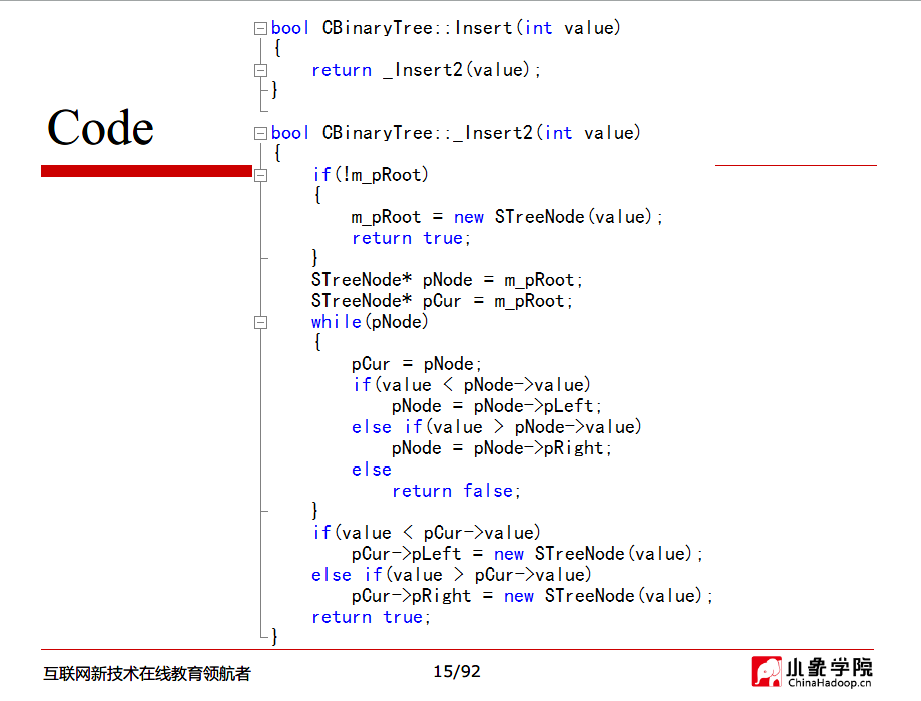 Code
bool CBinaryTree::Insert(int value)
{
    return _Insert2(value);
}
bool CBinaryTree::_Insert2(int value)
{
    if(!m_pRoot)
    {
        m_pRoot = new STreeNode(value);
        return true;
    }
    STreeNode* pNode = m_pRoot;
    STreeNode* pCur = m_pRoot;
    while(pNode)
    {
        pCur = pNode;
        if(value < pNode->value)
            pNode = pNode->pLeft;
        else if(value > pNode->value)
            pNode = pNode->pRight;
        else
            return false;
    }
    if(value < pCur->value)
        pCur->pLeft = new STreeNode(value);
    else if(value > pCur->value)
        pCur->pRight = new STreeNode(value);
    return true;
}
互联网新技术在线教育领航者
15/92
小象学院
ChinaHadoop.cn